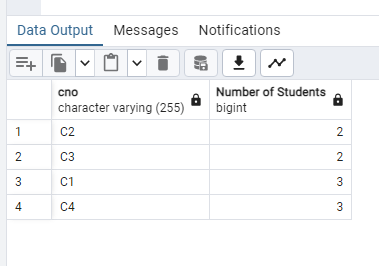 Data Output Messages Notifications
cno Number of Students
character varying (255) bigint
1 C2 2
2 C3 2
3 C1 3
4 C4 3